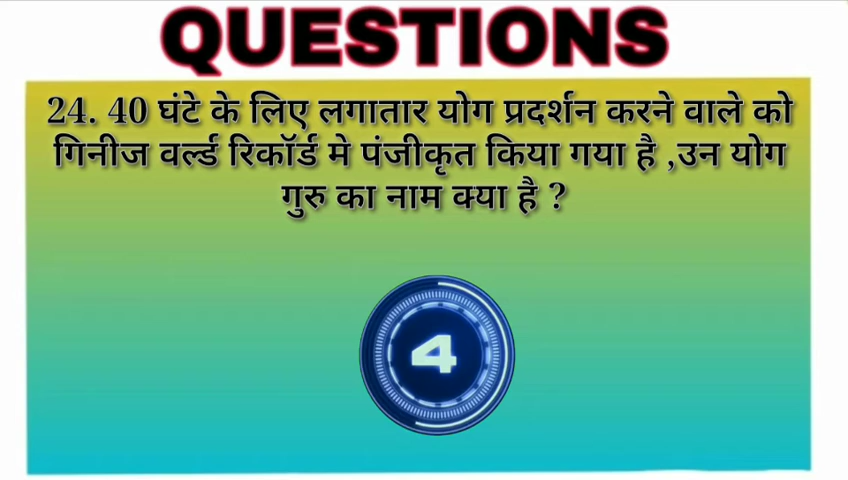 QUESTIONS
24. 40 घंटे के लिए लगातार योग प्रदर्शन करने वाले को
गिनीज वर्ल्ड रिकॉर्ड मे पंजीकृत किया गया है ,उन योग
गुरु का नाम क्या है ?
4